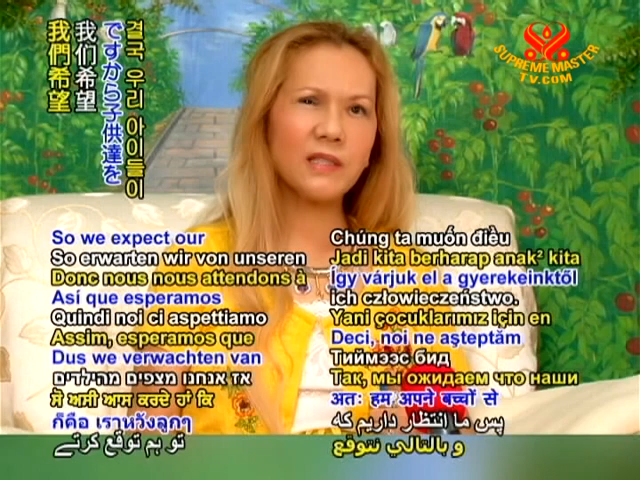 결국 우리 아이들이
ですから子供達を
我们希望
我們希望
SUPREME MASTER
TV.COM
So we expect our
So erwarten wir von unseren
Donc nous nous attendons à
Así que esperamos
Quindi noi ci aspettiamo
Assim, esperamos que
Dus we verwachten van
אז אנחנו מצפים מהילדים
ਸੋ ਅਸੀ ਆਸ ਕਰਦੇ ਹਾਂ ਕਿ
ก็คือ เราหวังลูกๆ
تو ہم توقع کرتے
Chúng ta muốn điều
Jadi kita berharap anak² kita
Így várjuk el a gyerekeinktől
ich człowieczeństwo.
Yani çocuklarımız için en
Deci, noi ne aşteptăm
Тиймээс бид
Так, мы ожидаем что наши
अतः हम अपने बच्चों से
پس ما انتظار داریم که
و بالتالي نتوقع